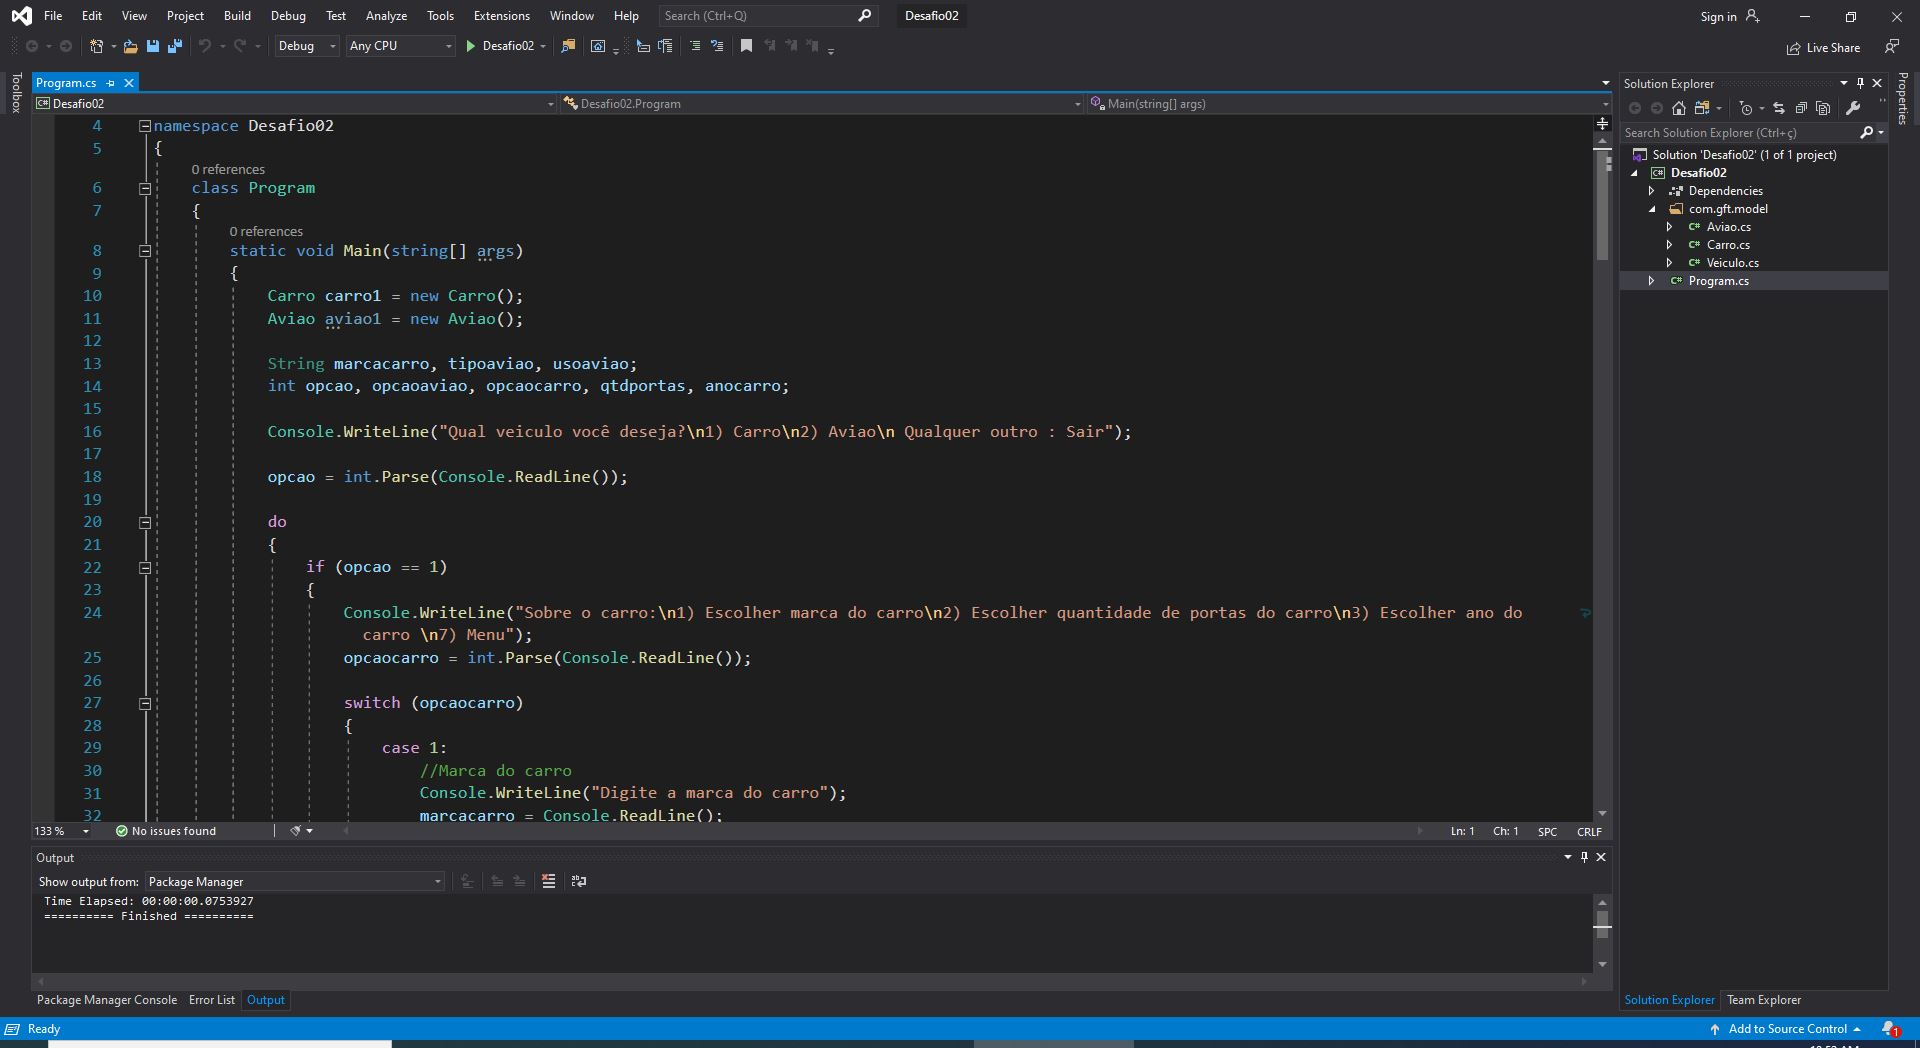 File Edit View Project Build Debug Test Analyze Tools Extensions Window Help Search (Ctrl+Q) Desafio02 Sign in
Debug Any CPU Desafio02 Live Share
Toolbox
Program.cs
Desafio02 Desafio02.Program Main(string[] args)
4 namespace Desafio02
5 {
0 references
6 class Program
7 {
0 references
8 static void Main(string[] args)
9 {
10 Carro carro1 = new Carro();
11 Aviao aviao1 = new Aviao();
12
13 String marcacarro, tipoaviao, usoaviao;
14 int opcao, opcaoaviao, opcaocarro, qtdportas, anocarro;
15
16 Console.WriteLine("Qual veiculo você deseja?\n1) Carro\n2) Aviao\n Qualquer outro : Sair");
17
18 opcao = int.Parse(Console.ReadLine());
19
20 do
21 {
22 if (opcao == 1)
23 {
24 Console.WriteLine("Sobre o carro:\n1) Escolher marca do carro\n2) Escolher quantidade de portas do carro\n3) Escolher ano do
carro \n7) Menu");
25 opcaocarro = int.Parse(Console.ReadLine());
26
27 switch (opcaocarro)
28 {
29 case 1:
30 //Marca do carro
31 Console.WriteLine("Digite a marca do carro");
32 marcacarro = Console.ReadLine();
133 % No issues found Ln: 1 Ch: 1 SPC CRLF
Output
Show output from: Package Manager
Time Elapsed: 00:00:00.0753927
========== Finished ==========
Package Manager Console Error List Output
Solution Explorer
Search Solution Explorer (Ctrl+ç)
Solution 'Desafio02' (1 of 1 project)
Desafio02
Dependencies
com.gft.model
Aviao.cs
Carro.cs
Veiculo.cs
Program.cs
Solution Explorer Team Explorer
Properties
Ready Add to Source Control 1